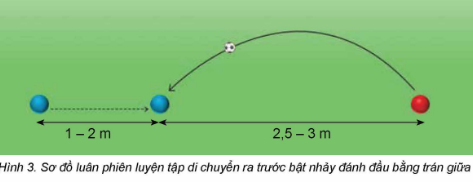 1 – 2 m
2,5 – 3 m
Hình 3. Sơ đồ luân phiên luyện tập di chuyển ra trước bật nhảy đánh đầu bằng trán giữa